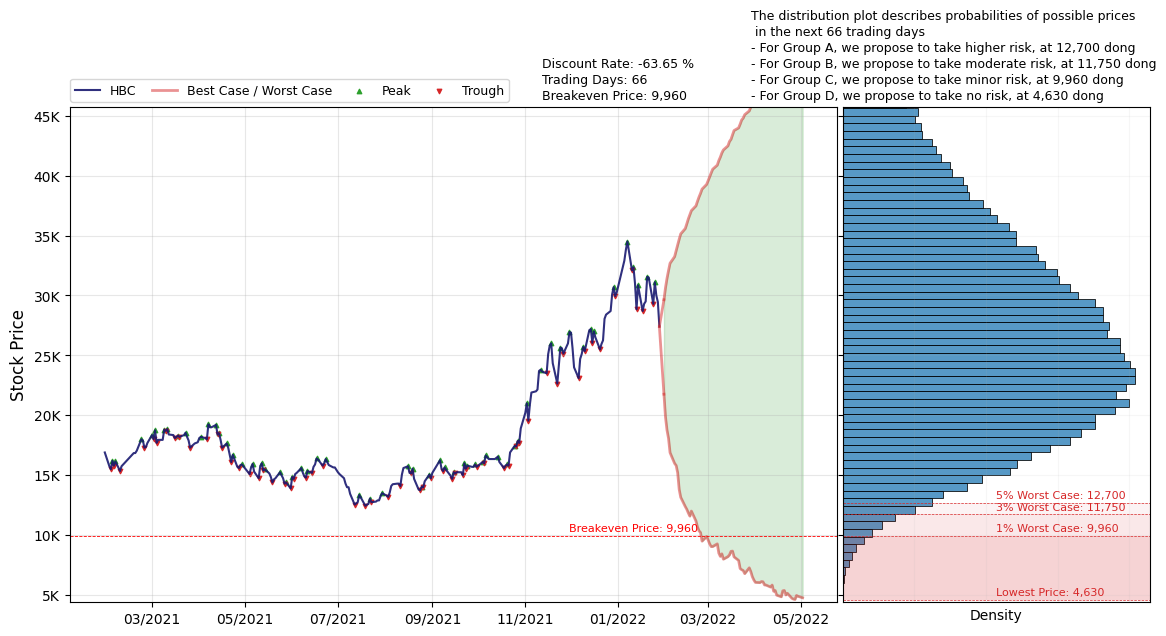 The distribution plot describes probabilities of possible prices
in the next 66 trading days
- For Group A, we propose to take higher risk, at 12,700 dong
- For Group B, we propose to take moderate risk, at 11,750 dong
- For Group C, we propose to take minor risk, at 9,960 dong
- For Group D, we propose to take no risk, at 4,630 dong
Discount Rate: -63.65 %
Trading Days: 66
Breakeven Price: 9,960
HBC
Best Case / Worst Case
Peak
Trough
Stock Price
45K
40K
35K
30K
25K
20K
15K
10K
5K
Breakeven Price: 9,960
03/2021
05/2021
07/2021
09/2021
11/2021
01/2022
03/2022
05/2022
5% Worst Case: 12,700
3% Worst Case: 11,750
1% Worst Case: 9,960
Lowest Price: 4,630
Density